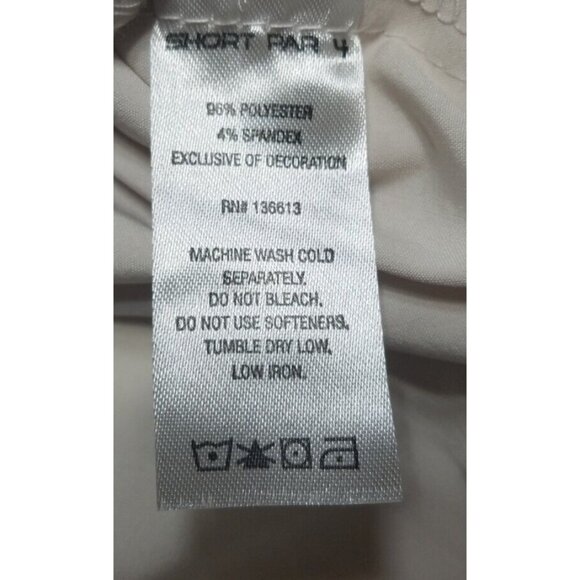 SHORT PAR 4
96% POLYESTER
4% SPANDEX
EXCLUSIVE OF DECORATION
RN# 136613
MACHINE WASH COLD
SEPARATELY.
DO NOT BLEACH.
DO NOT USE SOFTENERS.
TUMBLE DRY LOW.
LOW IRON.